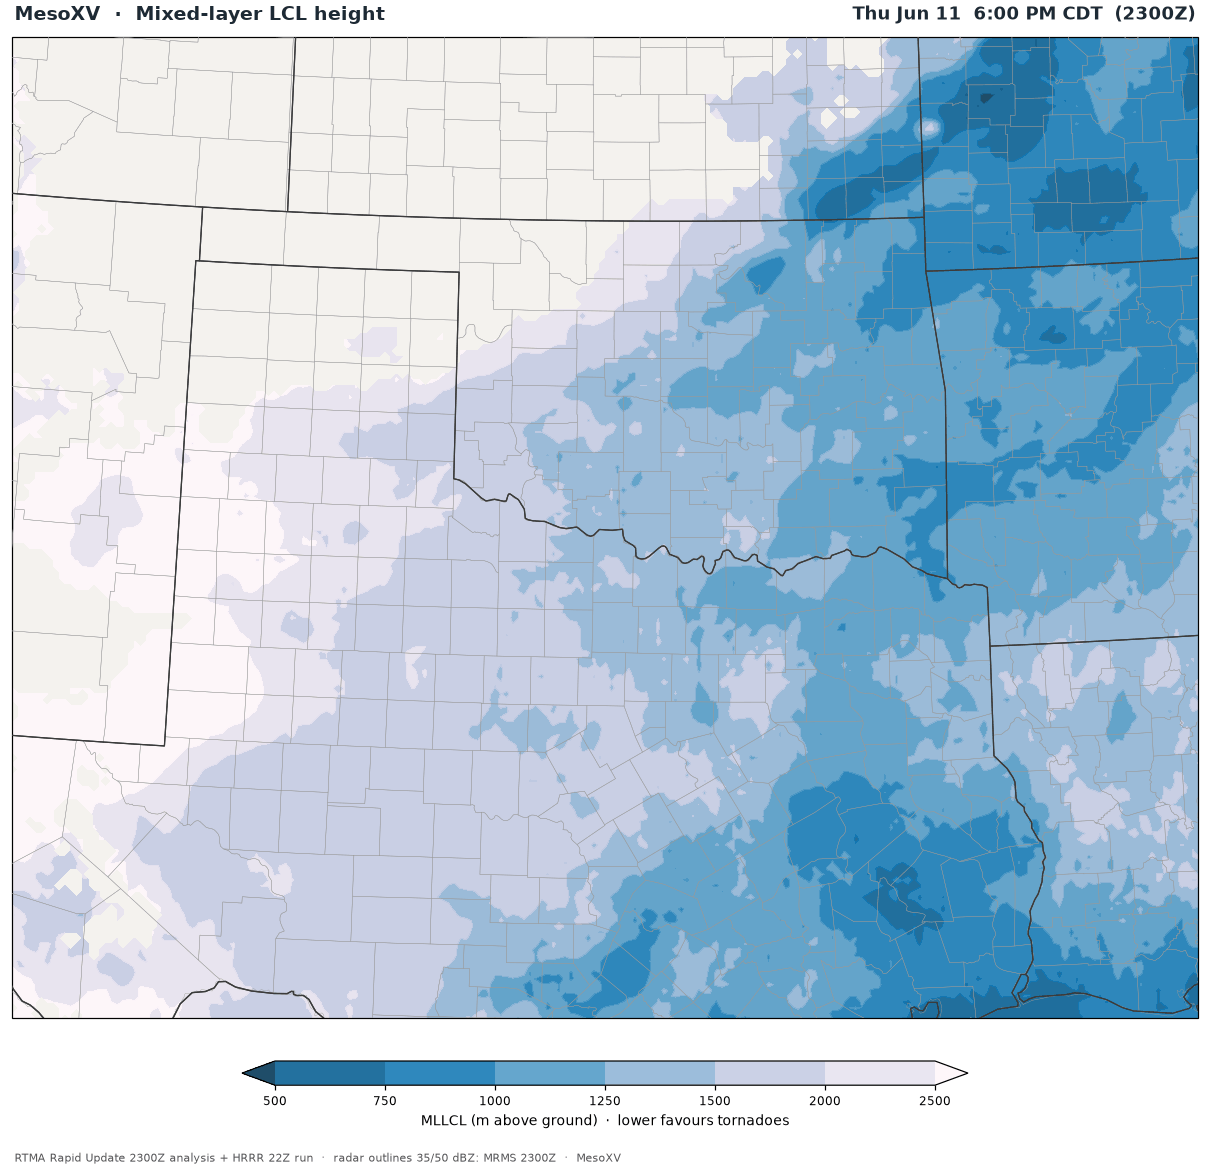 MesoXV · Mixed-layer LCL height
Thu Jun 11 6:00 PM CDT (2300Z)
500 750 1000 1250 1500 2000 2500
MLLCL (m above ground) · lower favours tornadoes
RTMA Rapid Update 2300Z analysis + HRRR 22Z run · radar outlines 35/50 dBZ: MRMS 2300Z · MesoXV